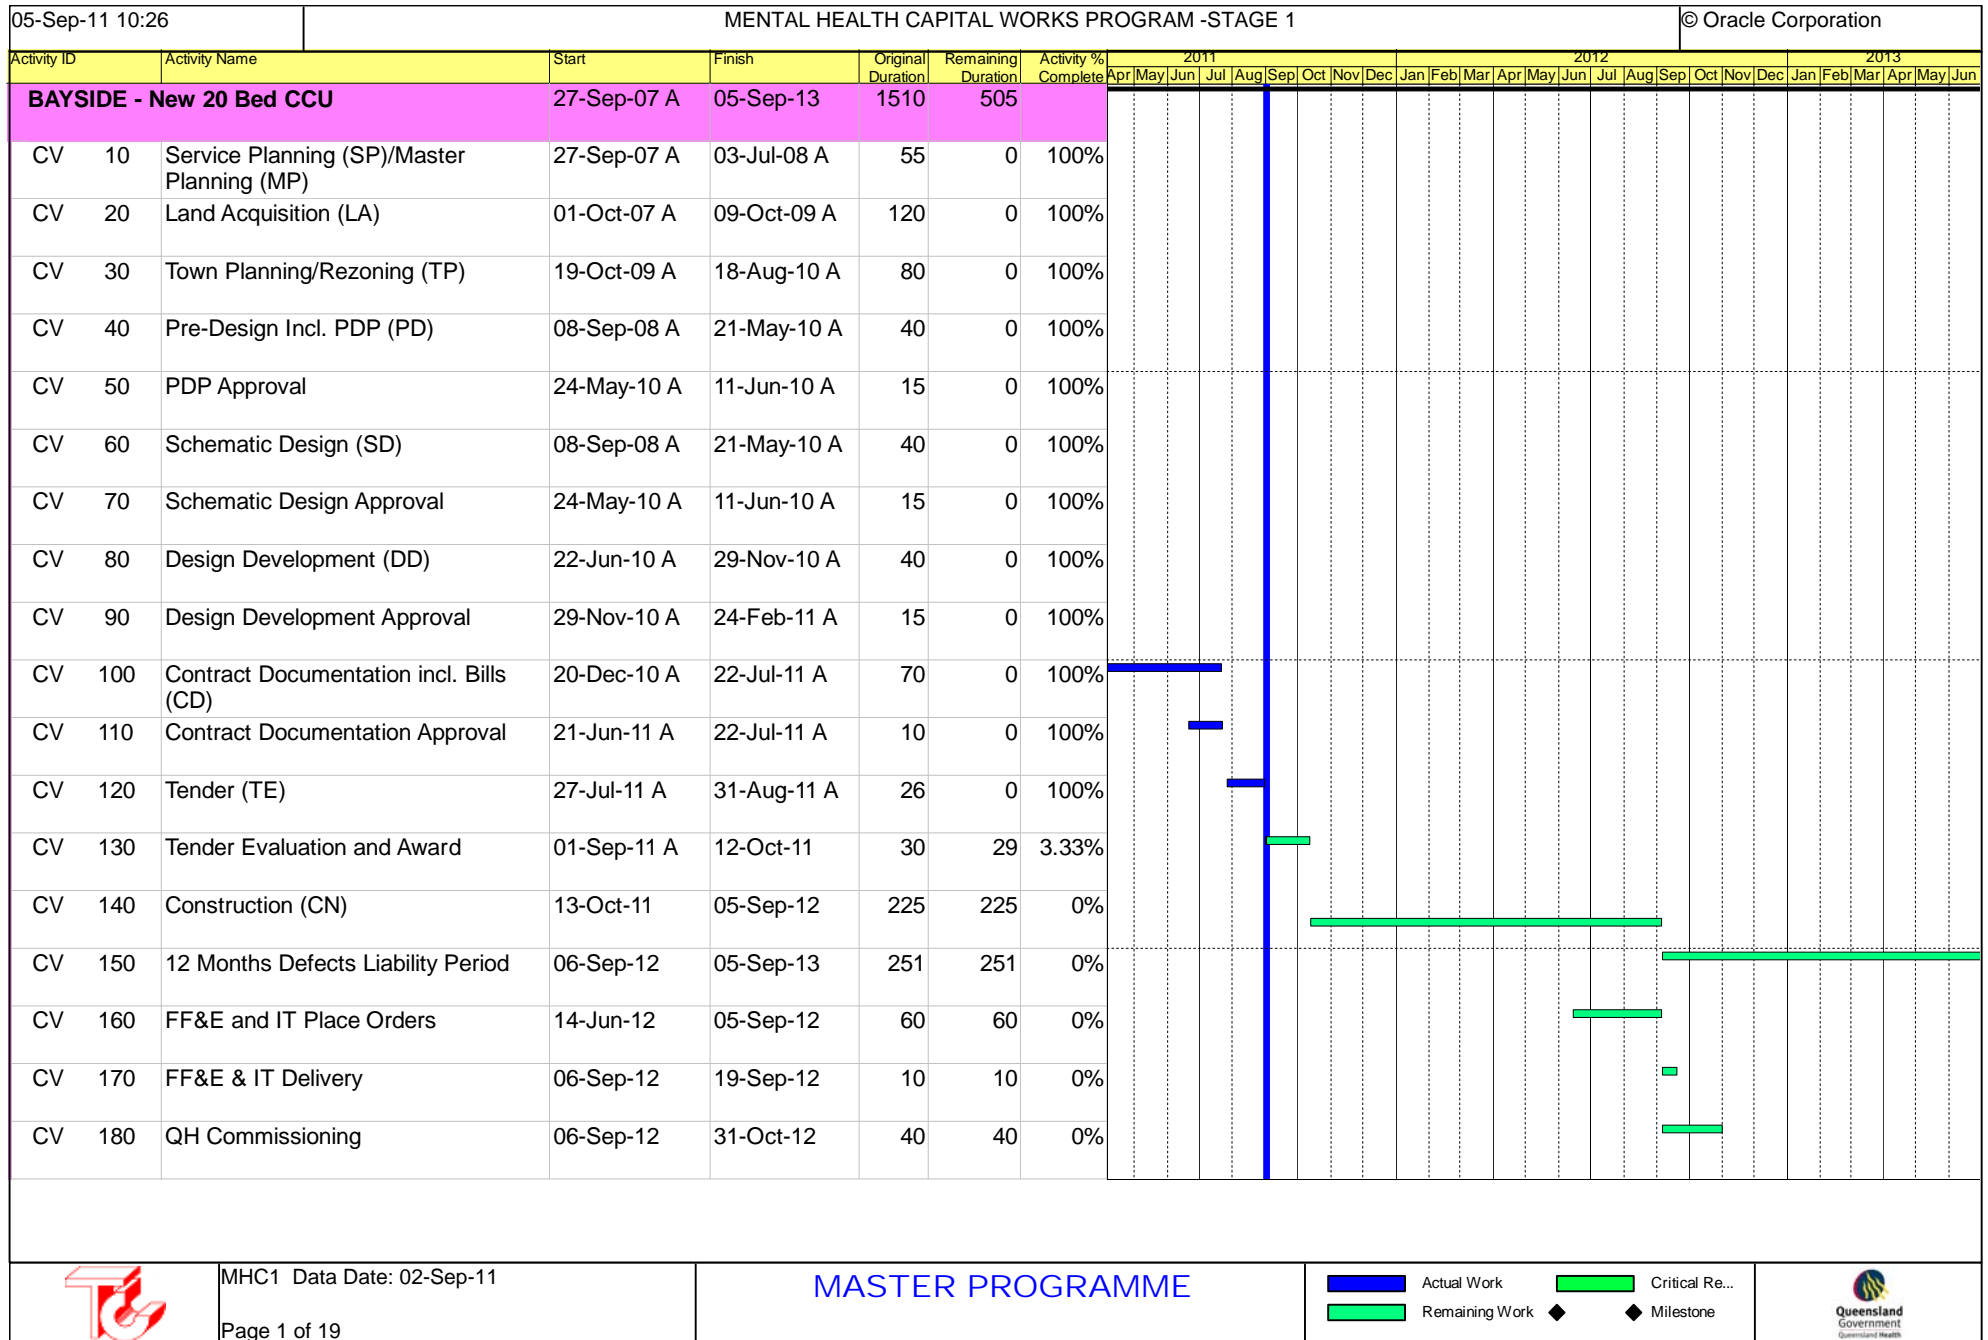 05-Sep-11 10:26 MENTAL HEALTH CAPITAL WORKS PROGRAM -STAGE 1 © Oracle Corporation
Activity ID Activity Name Start Finish Original Duration Remaining Duration Activity % Complete 2011 2012 2013
Apr May Jun Jul Aug Sep Oct Nov Dec Jan Feb Mar Apr May Jun Jul Aug Sep Oct Nov Dec Jan Feb Mar Apr May Jun
BAYSIDE - New 20 Bed CCU 27-Sep-07 A 05-Sep-13 1510 505
CV 10 Service Planning (SP)/Master 27-Sep-07 A 03-Jul-08 A 55 0 100%
Planning (MP)
CV 20 Land Acquisition (LA) 01-Oct-07 A 09-Oct-09 A 120 0 100%
CV 30 Town Planning/Rezoning (TP) 19-Oct-09 A 18-Aug-10 A 80 0 100%
CV 40 Pre-Design Incl. PDP (PD) 08-Sep-08 A 21-May-10 A 40 0 100%
CV 50 PDP Approval 24-May-10 A 11-Jun-10 A 15 0 100%
CV 60 Schematic Design (SD) 08-Sep-08 A 21-May-10 A 40 0 100%
CV 70 Schematic Design Approval 24-May-10 A 11-Jun-10 A 15 0 100%
CV 80 Design Development (DD) 22-Jun-10 A 29-Nov-10 A 40 0 100%
CV 90 Design Development Approval 29-Nov-10 A 24-Feb-11 A 15 0 100%
CV 100 Contract Documentation incl. Bills 20-Dec-10 A 22-Jul-11 A 70 0 100%
(CD)
CV 110 Contract Documentation Approval 21-Jun-11 A 22-Jul-11 A 10 0 100%
CV 120 Tender (TE) 27-Jul-11 A 31-Aug-11 A 26 0 100%
CV 130 Tender Evaluation and Award 01-Sep-11 A 12-Oct-11 30 29 3.33%
CV 140 Construction (CN) 13-Oct-11 05-Sep-12 225 225 0%
CV 150 12 Months Defects Liability Period 06-Sep-12 05-Sep-13 251 251 0%
CV 160 FF&E and IT Place Orders 14-Jun-12 05-Sep-12 60 60 0%
CV 170 FF&E & IT Delivery 06-Sep-12 19-Sep-12 10 10 0%
CV 180 QH Commissioning 06-Sep-12 31-Oct-12 40 40 0%
MHC1 Data Date: 02-Sep-11
Page 1 of 19
MASTER PROGRAMME
Actual Work Critical Re...
Remaining Work Milestone
Queensland
Government
Queensland Health